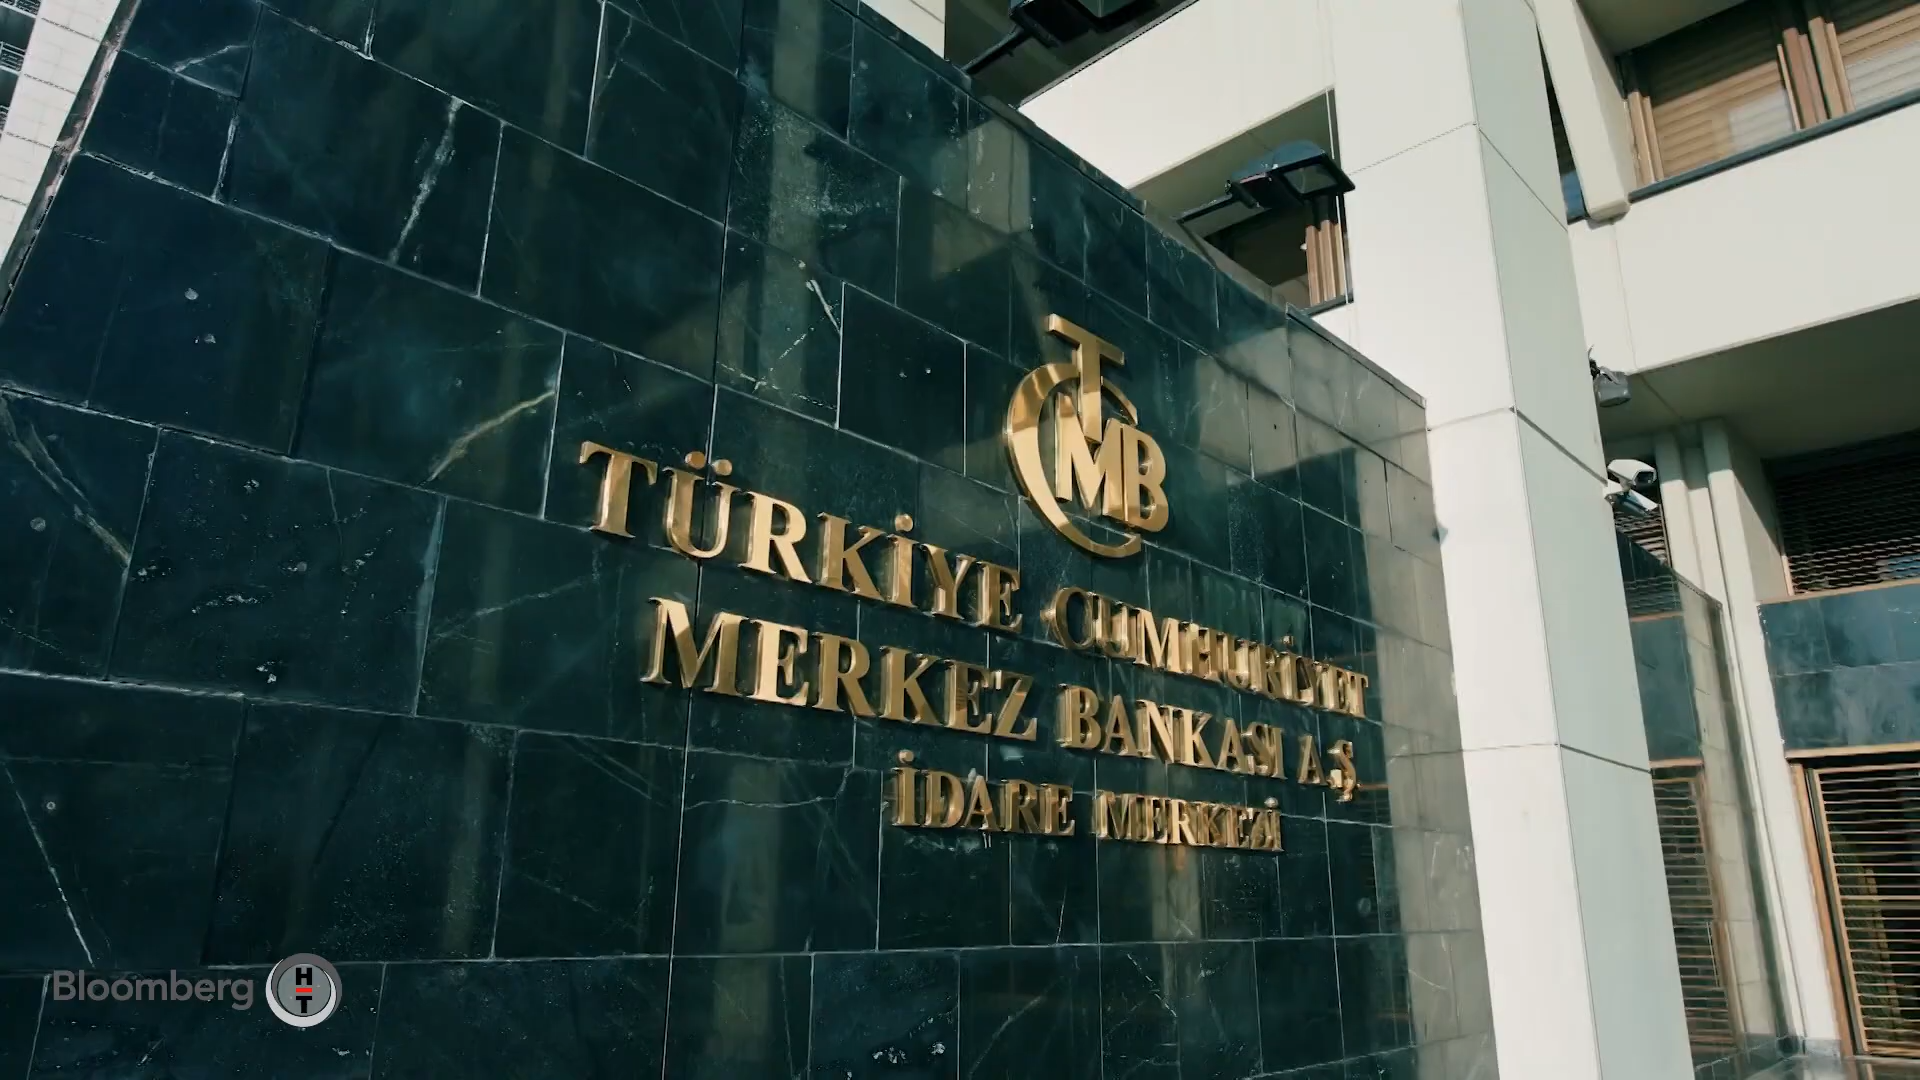 TCMB
TÜRKİYE CUMHURİYET
MERKEZ BANKASI A.Ş.
İDARE MERKEZİ
Bloomberg HT